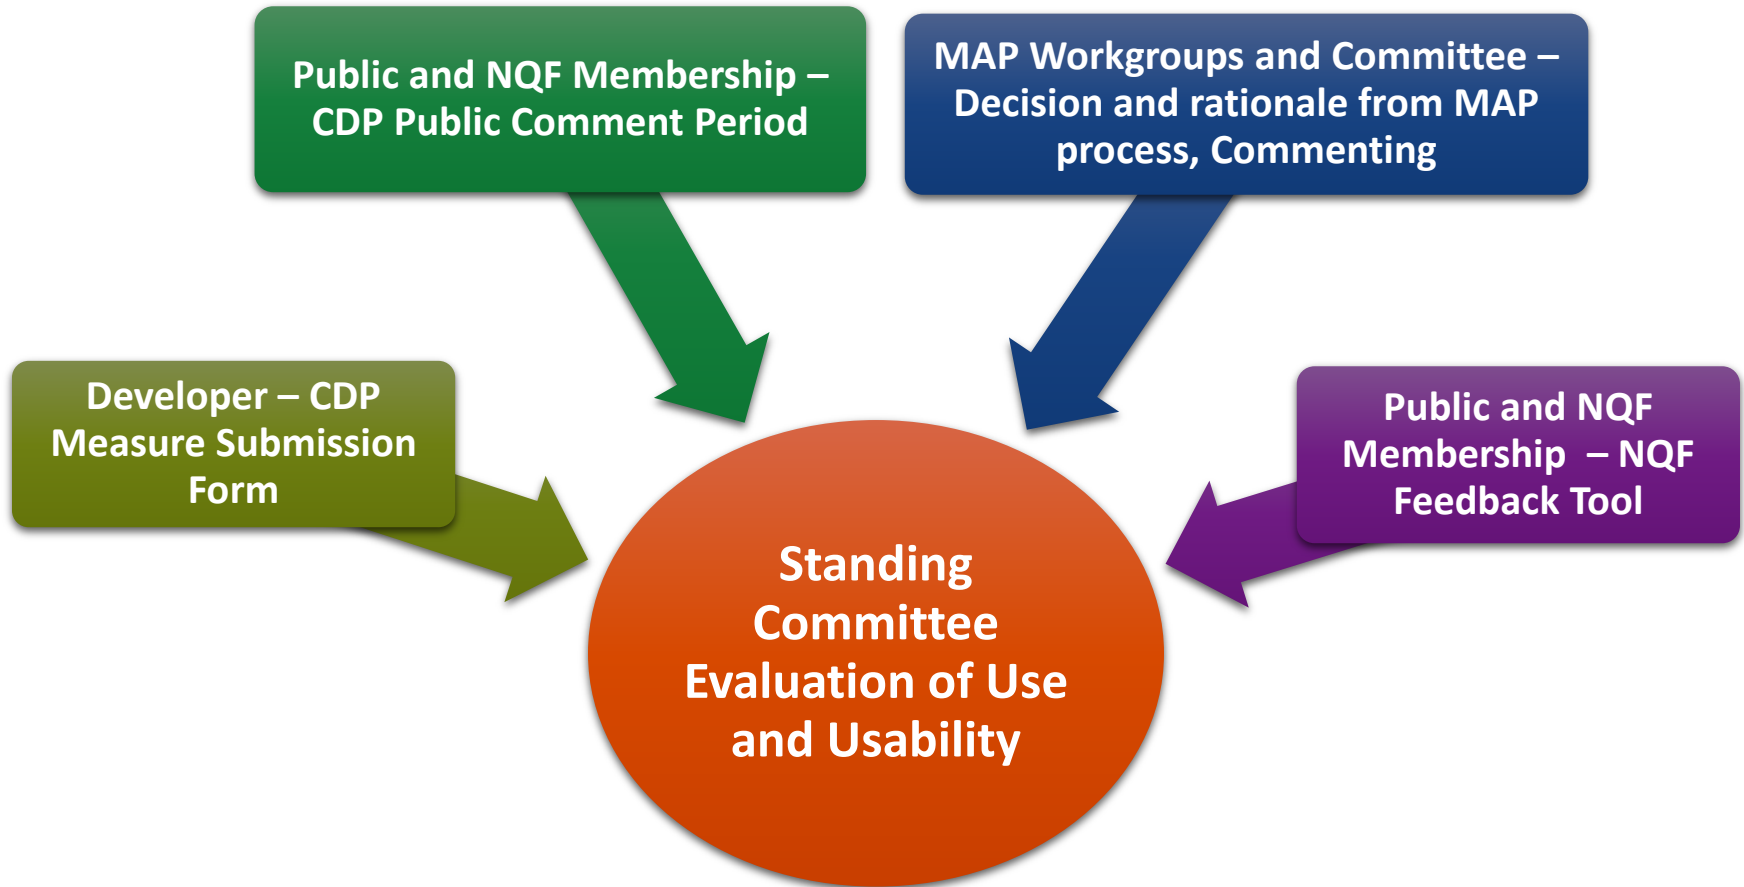 Public and NQF Membership –
CDP Public Comment Period
MAP Workgroups and Committee –
Decision and rationale from MAP
process, Commenting
Developer – CDP
Measure Submission
Form
Public and NQF
Membership  – NQF
Feedback Tool
Standing
Committee
Evaluation of Use
and Usability